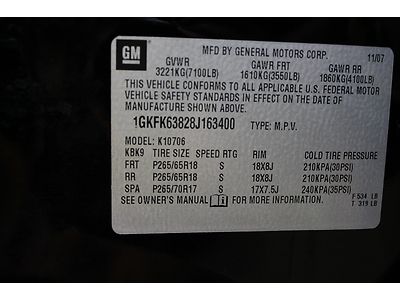 GM
MFD BY GENERAL MOTORS CORP. 11/07
GVWR GAWR FRT GAWR RR
3221KG(7100LB) 1610KG(3550LB) 1860KG(4100LB)
THIS VEHICLE CONFORMS TO ALL APPLICABLE U.S. FEDERAL MOTOR
VEHICLE SAFETY STANDARDS IN EFFECT ON THE DATE OF
MANUFACTURE SHOWN ABOVE.
1GKFK63828J163400 TYPE: M.P.V.
MODEL: K10706
KBK9 TIRE SIZE SPEED RTG RIM COLD TIRE PRESSURE
FRT P265/65R18 S 18X8J 210KPA(30PSI)
RR P265/65R18 S 18X8J 210KPA(30PSI)
SPA P265/70R17 S 17X7.5J 240KPA(35PSI)
SEE OWNER'S MANUAL FOR MORE INFORMATION. F 534 LB
T 319 LB